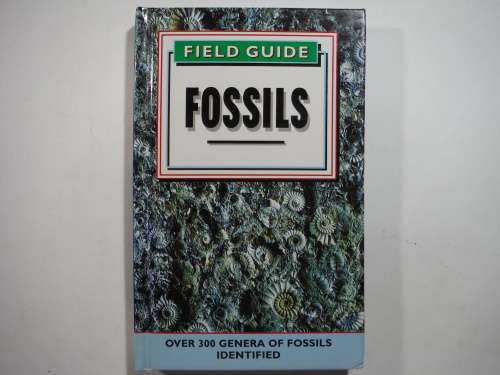 FIELD GUIDE
FOSSILS
OVER 300 GENERA OF FOSSILS
IDENTIFIED